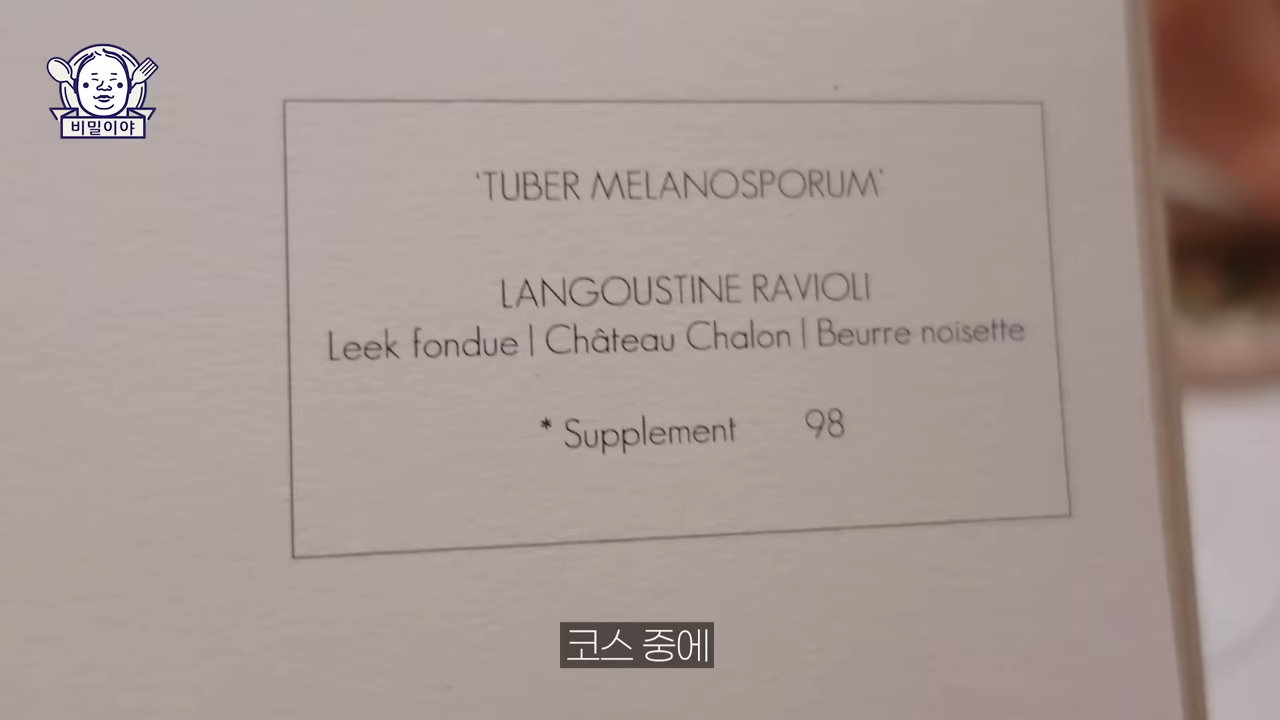 비밀이야
'TUBER MELANOSPORUM'
LANGOUSTINE RAVIOLI
Leek fondue | Château Chalon | Beurre noisette
* Supplement 98
코스 중에